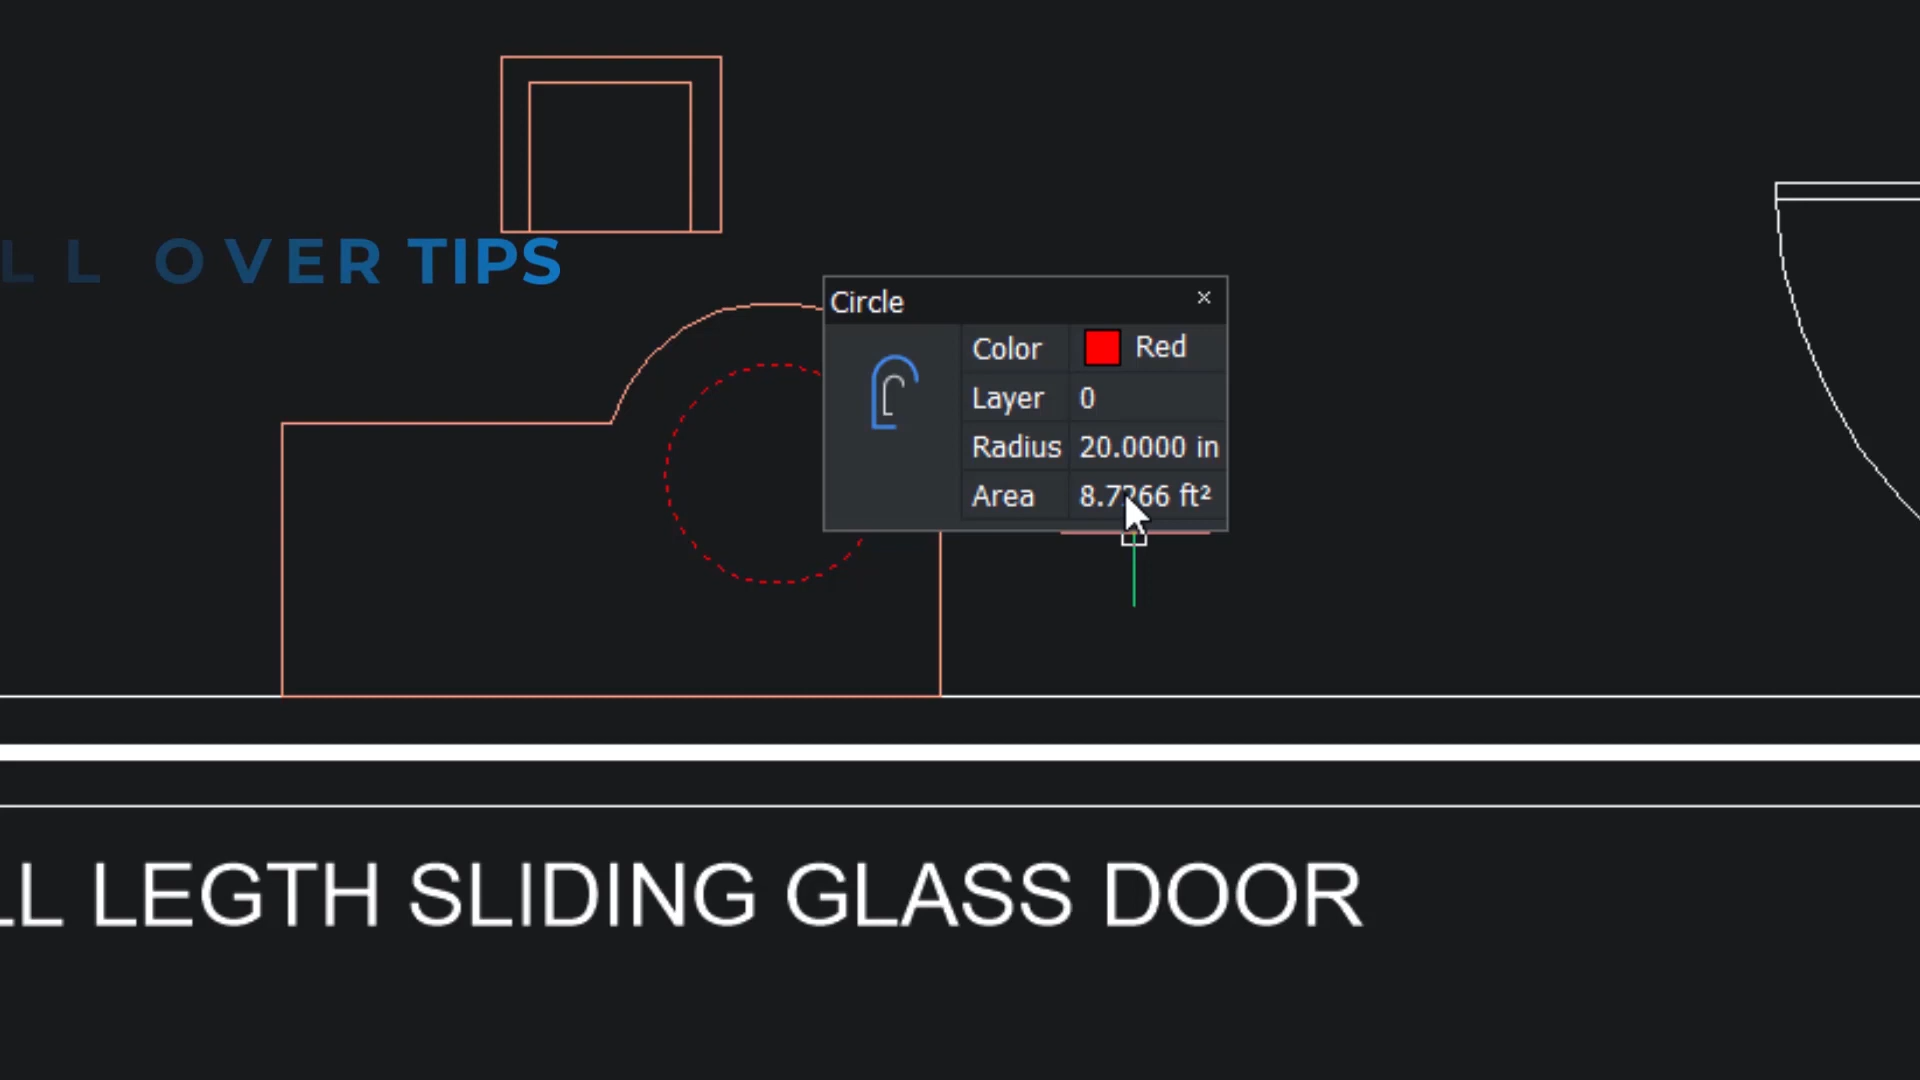 LL OVER TIPS
Circle ×
Color Red
Layer 0
Radius 20.0000 in
Area 8.7266 ft²
LL LEGTH SLIDING GLASS DOOR